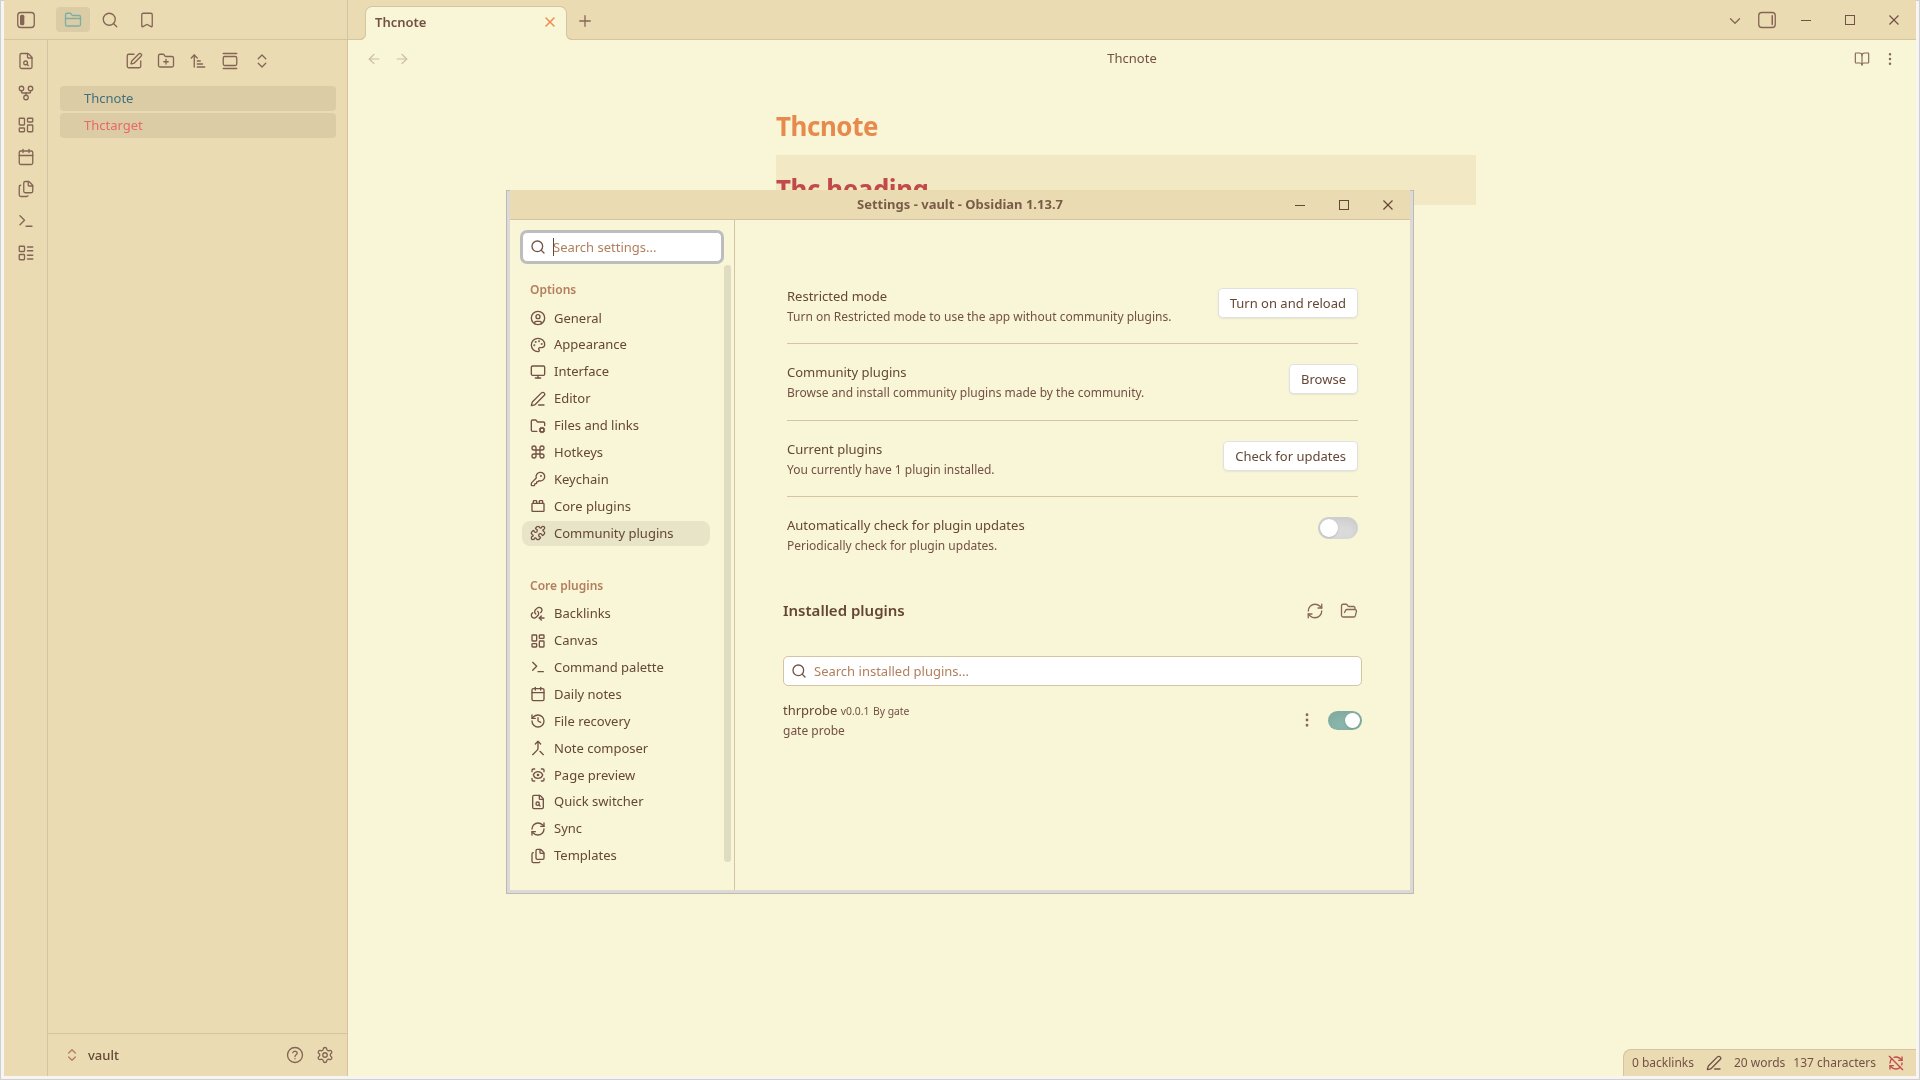 Thcnote
Thcnote
Thcnote
Thctarget
Thcnote
Thc heading
Settings - vault - Obsidian 1.13.7
Search settings...
Options
General
Appearance
Interface
Editor
Files and links
Hotkeys
Keychain
Core plugins
Community plugins
Core plugins
Backlinks
Canvas
Command palette
Daily notes
File recovery
Note composer
Page preview
Quick switcher
Sync
Templates
Restricted mode
Turn on Restricted mode to use the app without community plugins.
Turn on and reload
Community plugins
Browse and install community plugins made by the community.
Browse
Current plugins
You currently have 1 plugin installed.
Check for updates
Automatically check for plugin updates
Periodically check for plugin updates.
Installed plugins
Search installed plugins...
thrprobe v0.0.1 By gate
gate probe
vault
0 backlinks 20 words 137 characters